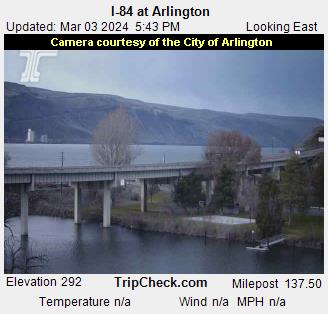 I-84 at Arlington
Updated: Mar 03 2024 5:43 PM Looking East
Camera courtesy of the City of Arlington
Elevation 292 TripCheck.com Milepost 137.50
Temperature n/a Wind n/a MPH n/a